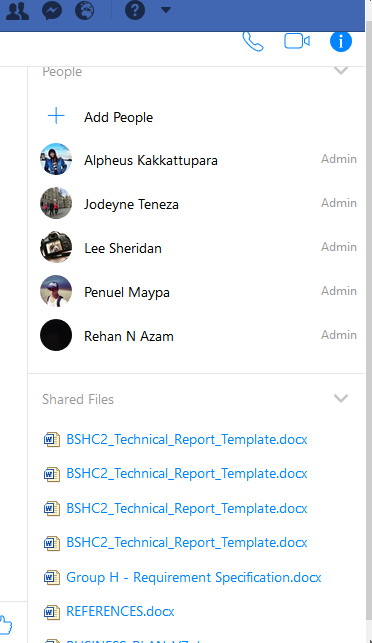 People
Add People
Alpheus Kakkattupara Admin
Jodeyne Teneza Admin
Lee Sheridan Admin
Penuel Maypa Admin
Rehan N Azam Admin
Shared Files
BSHC2_Technical_Report_Template.docx
BSHC2_Technical_Report_Template.docx
BSHC2_Technical_Report_Template.docx
BSHC2_Technical_Report_Template.docx
Group H - Requirement Specification.docx
REFERENCES.docx